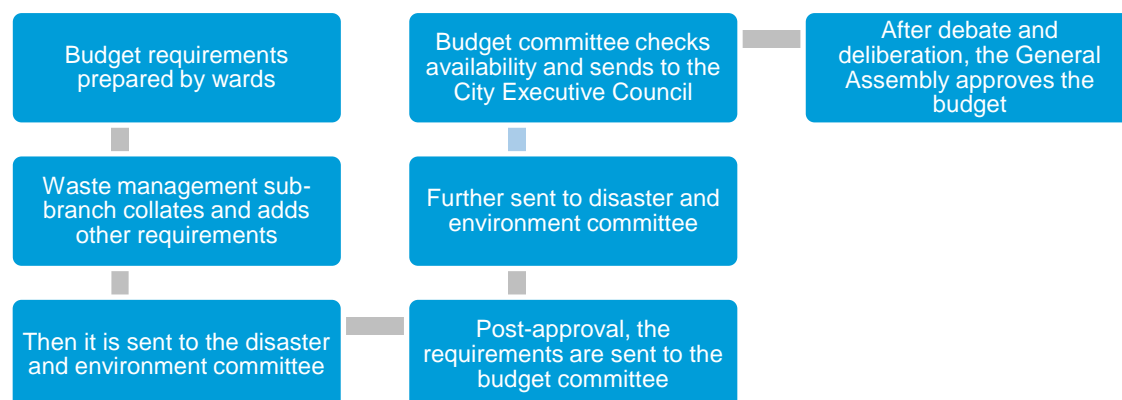 Budget requirements
prepared by wards
Waste management sub-
branch collates and adds
other requirements
Then it is sent to the disaster
and environment committee
Post-approval, the
requirements are sent to the
budget committee
Further sent to disaster and
environment committee
Budget committee checks
availability and sends to the
City Executive Council
After debate and
deliberation, the General
Assembly approves the
budget